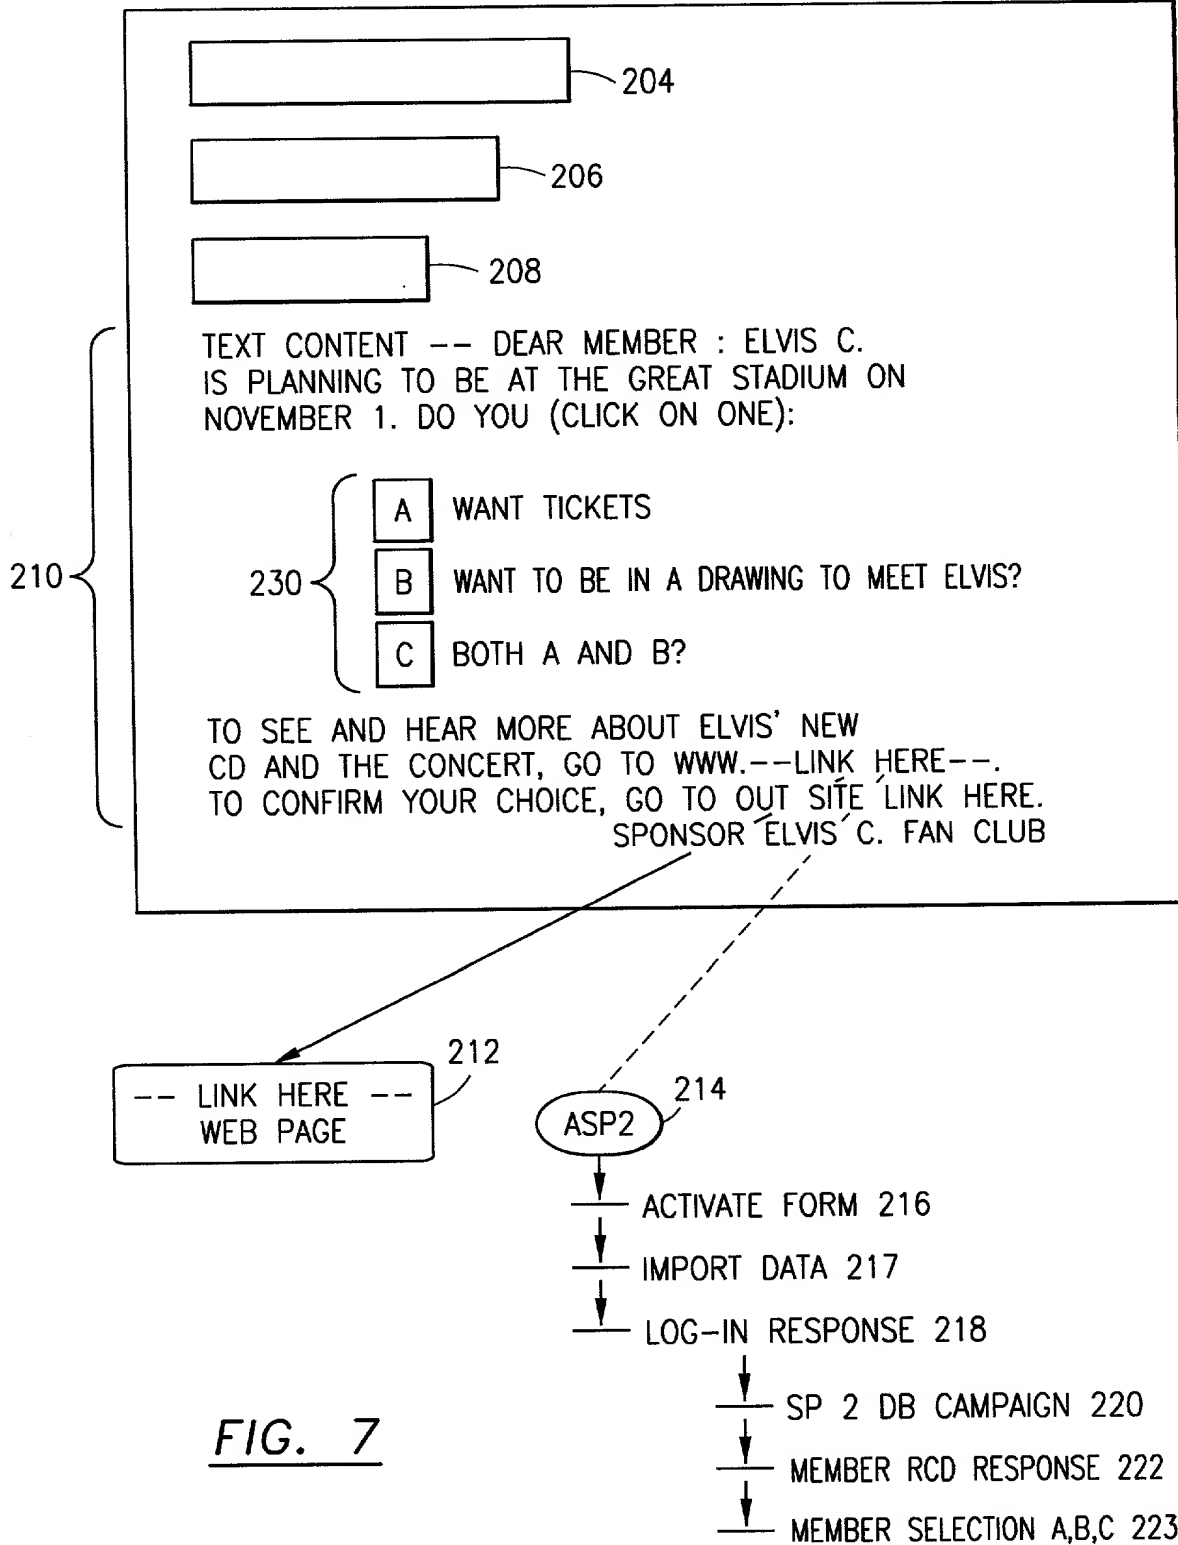 204
206
208
TEXT CONTENT -- DEAR MEMBER : ELVIS C.
IS PLANNING TO BE AT THE GREAT STADIUM ON
NOVEMBER 1. DO YOU (CLICK ON ONE):
210
230
A WANT TICKETS
B WANT TO BE IN A DRAWING TO MEET ELVIS?
C BOTH A AND B?
TO SEE AND HEAR MORE ABOUT ELVIS' NEW
CD AND THE CONCERT, GO TO WWW.--LINK HERE--.
TO CONFIRM YOUR CHOICE, GO TO OUT SITE LINK HERE.
SPONSOR ELVIS C. FAN CLUB
212
-- LINK HERE --
WEB PAGE
214
ASP2
ACTIVATE FORM 216
IMPORT DATA 217
LOG-IN RESPONSE 218
SP 2 DB CAMPAIGN 220
MEMBER RCD RESPONSE 222
MEMBER SELECTION A,B,C 223
FIG. 7